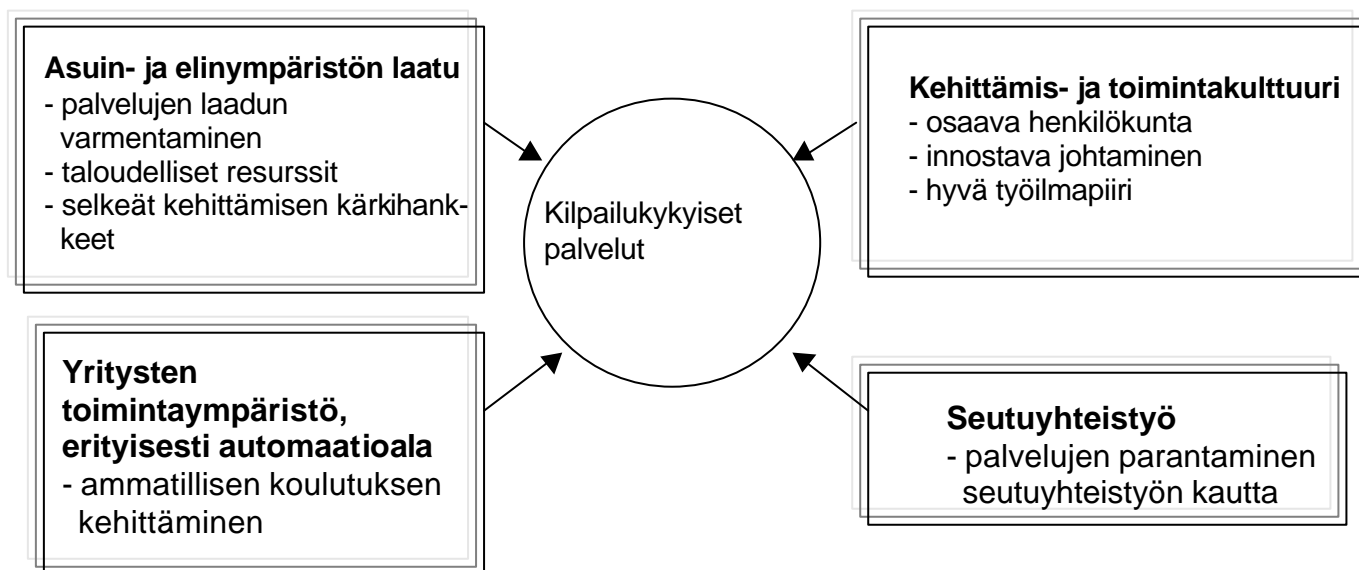 Asuin- ja elinympäristön laatu
- palvelujen laadun
varmentaminen
- taloudelliset resurssit
- selkeät kehittämisen kärkihank-
keet
Kilpailukykyiset
palvelut
Kehittämis- ja toimintakulttuuri
- osaava henkilökunta
- innostava johtaminen
- hyvä työilmapiiri
Yritysten
toimintaympäristö,
erityisesti automaatioala
- ammatillisen koulutuksen
kehittäminen
Seutuyhteistyö
- palvelujen parantaminen
seutuyhteistyön kautta